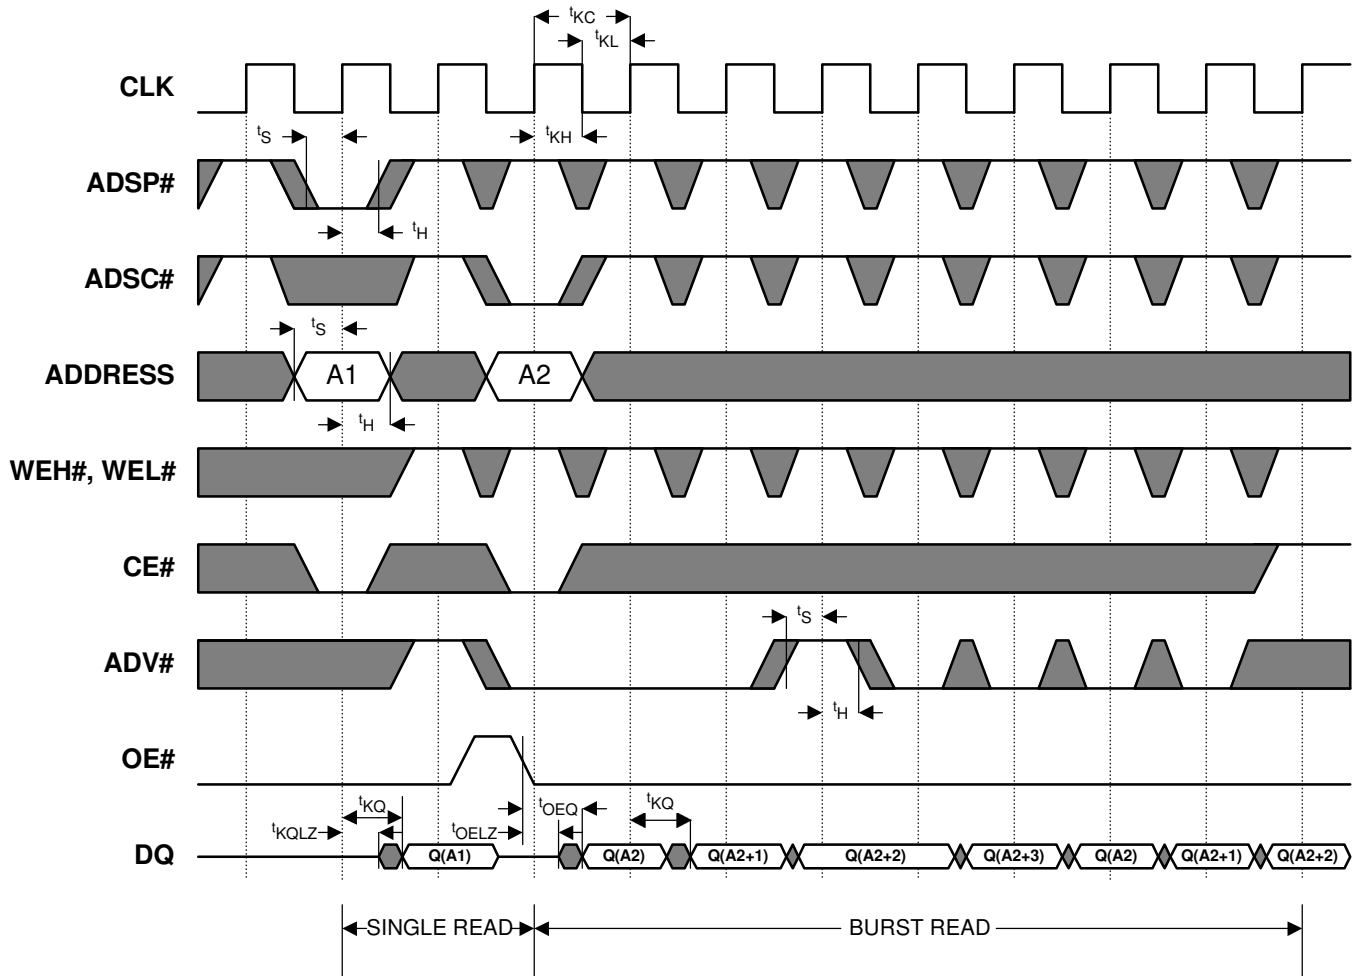 tKC
tKL
CLK
tS
tKH
ADSP#
tH
ADSC#
tS
ADDRESS A1 A2
tH
WEH#, WEL#
CE#
tS
ADV#
tH
OE#
tKQ tOEQ tKQ
tKQLZ tOELZ
DQ Q(A1) Q(A2) Q(A2+1) Q(A2+2) Q(A2+3) Q(A2) Q(A2+1) Q(A2+2)
SINGLE READ BURST READ